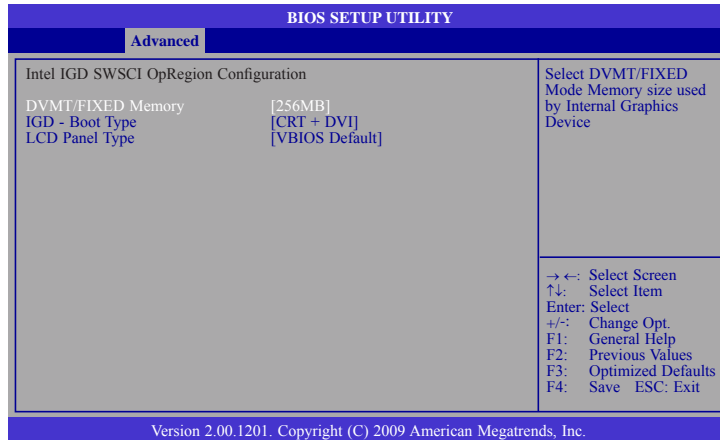 BIOS SETUP UTILITY
Advanced
Intel IGD SWSCI OpRegion Configuration
DVMT/FIXED Memory [256MB]
IGD - Boot Type [CRT + DVI]
LCD Panel Type [VBIOS Default]
Select DVMT/FIXED
Mode Memory size used
by Internal Graphics
Device
→ ←: Select Screen
↑↓: Select Item
Enter: Select
+/-: Change Opt.
F1: General Help
F2: Previous Values
F3: Optimized Defaults
F4: Save ESC: Exit
Version 2.00.1201. Copyright (C) 2009 American Megatrends, Inc.